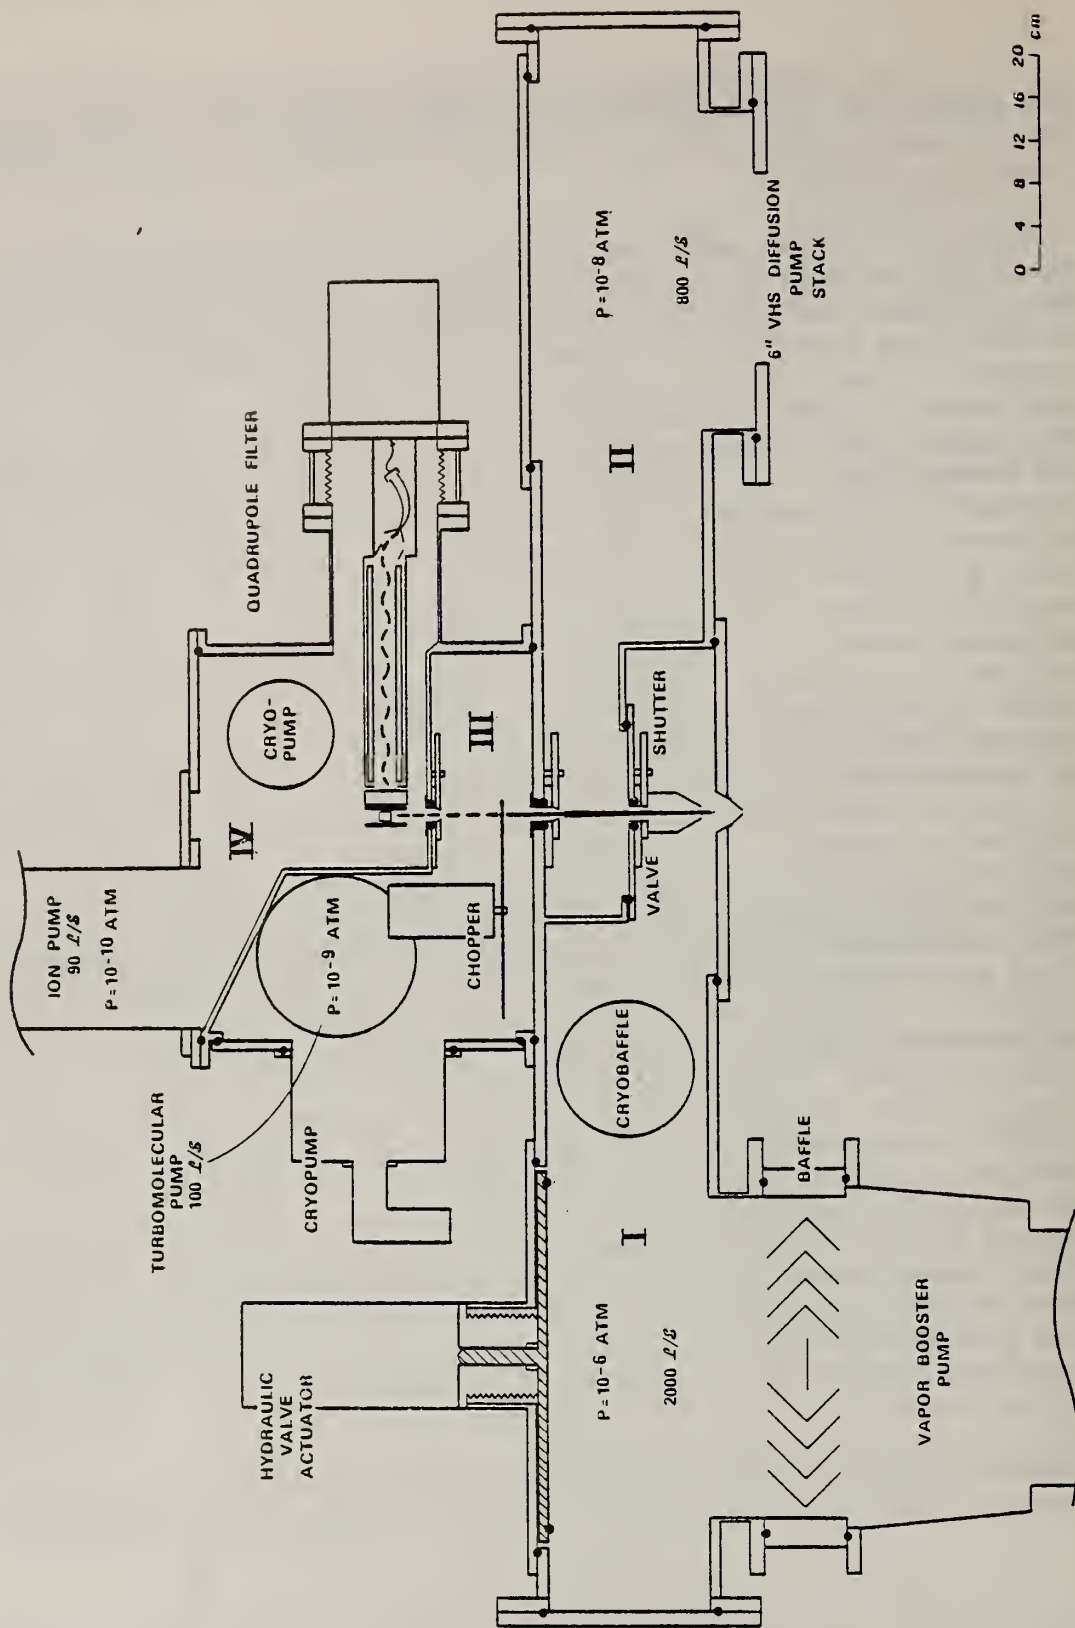 ION PUMP
90 ℒ/S
P = 10-10 ATM
IV
CRYO-
PUMP
QUADRUPOLE FILTER
TURBOMOLECULAR
PUMP
100 ℒ/S
P = 10-9 ATM
CRYOPUMP
CHOPPER
III
HYDRAULIC
VALVE
ACTUATOR
I
P = 10-6 ATM
2000 ℒ/S
CRYOBAFFLE
VALVE
SHUTTER
II
P = 10-8 ATM
800 ℒ/S
BAFFLE
VAPOR BOOSTER
PUMP
6" VHS DIFFUSION
PUMP
STACK
0 4 8 12 16 20 cm